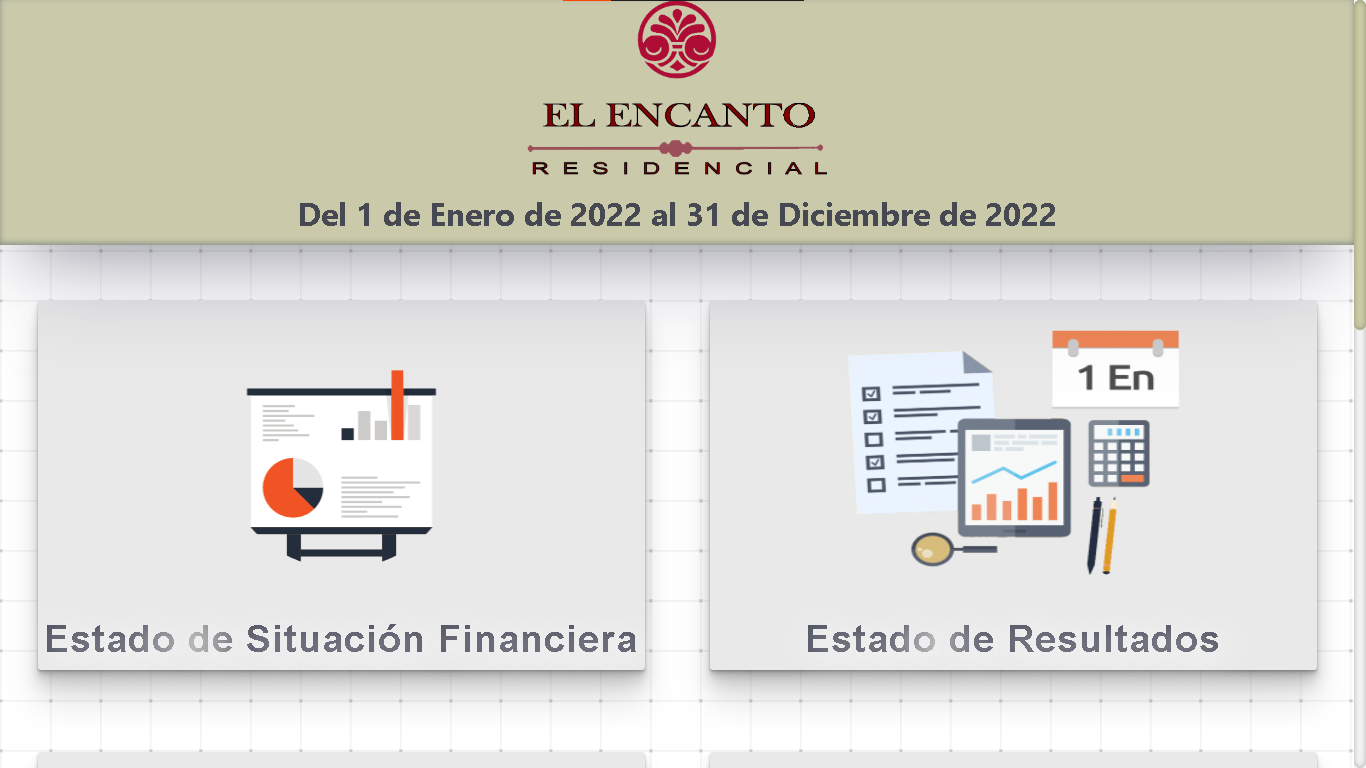 EL ENCANTO
RESIDENCIAL
Del 1 de Enero de 2022 al 31 de Diciembre de 2022
1 En
Estado de Situación Financiera
Estado de Resultados